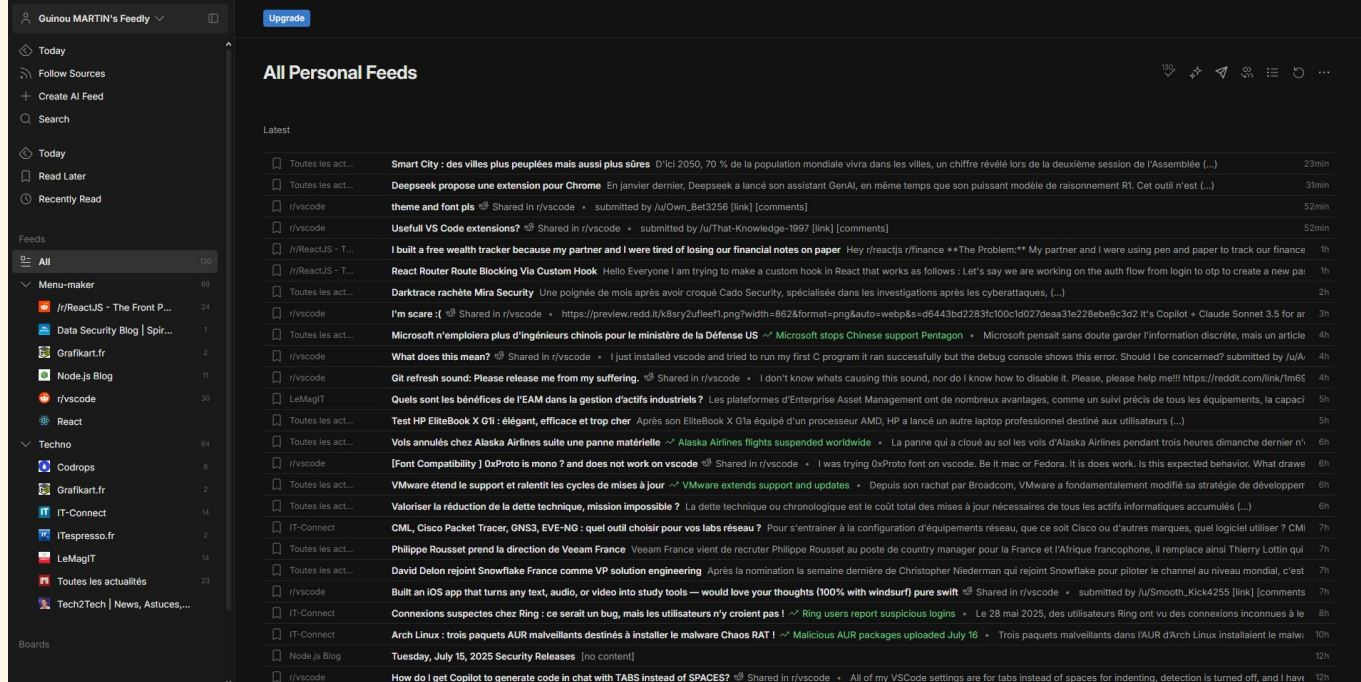 Guinou MARTIN's Feedly
Today
Follow Sources
Create AI Feed
Search
Today
Read Later
Recently Read
Feeds
All 130
Menu-maker 68
/r/ReactJS - The Front P... 24
Data Security Blog | Spir... 1
Grafikart.fr 2
Node.js Blog 11
r/vscode 30
React
Techno 64
Codrops 9
Grafikart.fr 2
IT-Connect 14
ITespresso.fr 2
LeMagIT 14
Toutes les actualités 23
Tech2Tech | News, Astuces,...
Boards
Upgrade
All Personal Feeds
130
Latest
Toutes les act... Smart City : des villes plus peuplées mais aussi plus sûres D'ici 2050, 70 % de la population mondiale vivra dans les villes, un chiffre révélé lors de la deuxième session de l'Assemblée (...) 23min
Toutes les act... Deepseek propose une extension pour Chrome En janvier dernier, Deepseek a lancé son assistant GenAI, en même temps que son puissant modèle de raisonnement R1. Cet outil n'est (...) 31min
r/vscode theme and font pls Shared in r/vscode • submitted by /u/Own_Bet3256 [link] [comments] 52min
r/vscode Usefull VS Code extensions? Shared in r/vscode • submitted by /u/That-Knowledge-1997 [link] [comments] 52min
/r/ReactJS - T... I built a free wealth tracker because my partner and I were tired of losing our financial notes on paper Hey r/reactjs r/finance **The Problem:** My partner and I were using pen and paper to track our finance 1h
/r/ReactJS - T... React Router Route Blocking Via Custom Hook Hello Everyone I am trying to make a custom hook in React that works as follows : Let's say we are working on the auth flow from login to otp to create a new pa 1h
Toutes les act... Darktrace rachète Mira Security Une poignée de mois après avoir croqué Cado Security, spécialisée dans les investigations après les cyberattaques, (...) 2h
r/vscode I'm scare :( Shared in r/vscode • https://preview.redd.it/k8sry2ufleef1.png?width=862&format=png&auto=webp&s=d6443bd2283fc100c1d027deaa31e228ebe9c3d2 It's Copilot + Claude Sonnet 3.5 for ar 3h
Toutes les act... Microsoft n'emploiera plus d'ingénieurs chinois pour le ministère de la Défense US Microsoft stops Chinese support Pentagon • Microsoft pensait sans doute garder l'information discrète, mais un article 4h
r/vscode What does this mean? Shared in r/vscode • I just installed vscode and tried to run my first C program it ran successfully but the debug console shows this error. Should I be concerned? submitted by 4h
r/vscode Git refresh sound: Please release me from my suffering. Shared in r/vscode • I don't know whats causing this sound, nor do I know how to disable it. Please, please help me!!! https://reddit.com/link/1m69 4h
LeMagIT Quels sont les bénéfices de l'EAM dans la gestion d'actifs industriels ? Les plateformes d'Enterprise Asset Management ont de nombreux avantages, comme un suivi précis de tous les équipements, la capaci 5h
Toutes les act... Test HP EliteBook X G1i : élégant, efficace et trop cher Après son EliteBook X G1a équipé d'un processeur AMD, HP a lancé un autre laptop professionnel destiné aux utilisateurs (...) 5h
Toutes les act... Vols annulés chez Alaska Airlines suite une panne matérielle Alaska Airlines flights suspended worldwide • La panne qui a cloué au sol les vols d'Alaska Airlines pendant trois heures dimanche dernier n' 6h
r/vscode [Font Compatibility ] 0xProto is mono ? and does not work on vscode Shared in r/vscode • I was trying 0xProto font on vscode. Be it mac or Fedora. It is does work. Is this expected behavior. What drawe 6h
Toutes les act... VMware étend le support et ralentit les cycles de mises à jour VMware extends support and updates • Depuis son rachat par Broadcom, VMware a fondamentalement modifié sa stratégie de développem 6h
Toutes les act... Valoriser la réduction de la dette technique, mission impossible ? La dette technique ou chronologique est le coût total des mises à jour nécessaires de tous les actifs informatiques accumulés (...) 6h
IT-Connect CML, Cisco Packet Tracer, GNS3, EVE-NG : quel outil choisir pour vos labs réseau ? Pour s'entrainer à la configuration d'équipements réseau, que ce soit Cisco ou d'autres marques, quel logiciel utiliser ? CMl 7h
Toutes les act... Philippe Rousset prend la direction de Veeam France Veeam France vient de recruter Philippe Rousset au poste de country manager pour la France et l'Afrique francophone, il remplace ainsi Thierry Lottin qui 7h
Toutes les act... David Delon rejoint Snowflake France comme VP solution engineering Après la nomination la semaine dernière de Christopher Niederman qui rejoint Snowflake pour piloter le channel au niveau mondial, c'est 7h
r/vscode Built an iOS app that turns any text, audio, or video into study tools — would love your thoughts (100% with windsurf) pure swift Shared in r/vscode • submitted by /u/Smooth_Kick4255 [link] [comments 7h
IT-Connect Connexions suspectes chez Ring : ce serait un bug, mais les utilisateurs n'y croient pas ! Ring users report suspicious logins • Le 28 mai 2025, des utilisateurs Ring ont vu des connexions inconnues à le 8h
IT-Connect Arch Linux : trois paquets AUR malveillants destinés à installer le malware Chaos RAT ! Malicious AUR packages uploaded July 16 • Trois paquets malveillants dans l'AUR d'Arch Linux installaient le malw 10h
Node.js Blog Tuesday, July 15, 2025 Security Releases [no content] 12h
r/vscode How do I get Copilot to generate code in chat with TABS instead of SPACES? Shared in r/vscode • All of my VSCode settings are for tabs instead of spaces for indenting, detection is turned off, and I have 12h